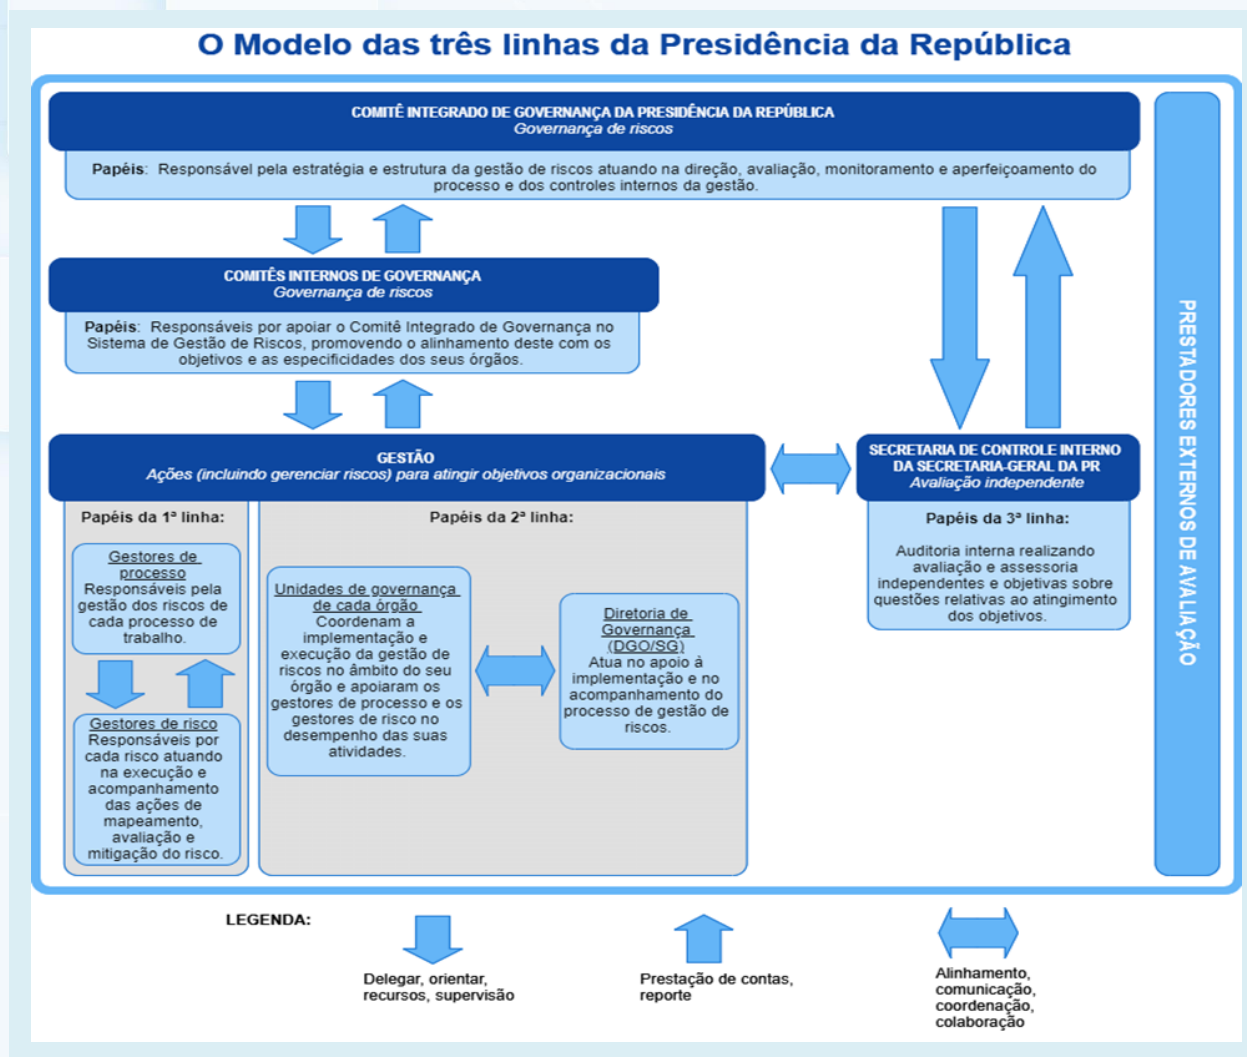 O Modelo das três linhas da Presidência da República
COMITÊ INTEGRADO DE GOVERNANÇA DA PRESIDÊNCIA DA REPÚBLICA
Governança de riscos
Papéis: Responsável pela estratégia e estrutura da gestão de riscos atuando na direção, avaliação, monitoramento e aperfeiçoamento do
processo e dos controles internos da gestão.
COMITÊS INTERNOS DE GOVERNANÇA
Governança de riscos
Papéis: Responsáveis por apoiar o Comitê Integrado de Governança no
Sistema de Gestão de Riscos, promovendo o alinhamento deste com os
objetivos e as especificidades dos seus órgãos.
GESTÃO
Ações (incluindo gerenciar riscos) para atingir objetivos organizacionais
Papéis da 1ª linha:
Gestores de
processo
Responsáveis pela
gestão dos riscos de
cada processo de
trabalho.
Gestores de risco
Responsáveis por
cada risco atuando
na execução e
acompanhamento
das ações de
mapeamento,
avaliação e
mitigação do risco.
Papéis da 2ª linha:
Unidades de governança
de cada órgão
Coordenam a
implementação e
execução da gestão de
riscos no âmbito do seu
órgão e apoiaram os
gestores de processo e os
gestores de risco no
desempenho das suas
atividades.
Diretoria de
Governança
(DGO/SG)
Atua no apoio à
implementação e no
acompanhamento do
processo de gestão de
riscos.
SECRETARIA DE CONTROLE INTERNO
DA SECRETARIA-GERAL DA PR
Avaliação independente
Papéis da 3ª linha:
Auditoria interna realizando
avaliação e assessoria
independentes e objetivas sobre
questões relativas ao atingimento
dos objetivos.
PRESTADORES EXTERNOS DE AVALIAÇÃO
LEGENDA:
Delegar, orientar,
recursos, supervisão
Prestação de contas,
reporte
Alinhamento,
comunicação,
coordenação,
colaboração